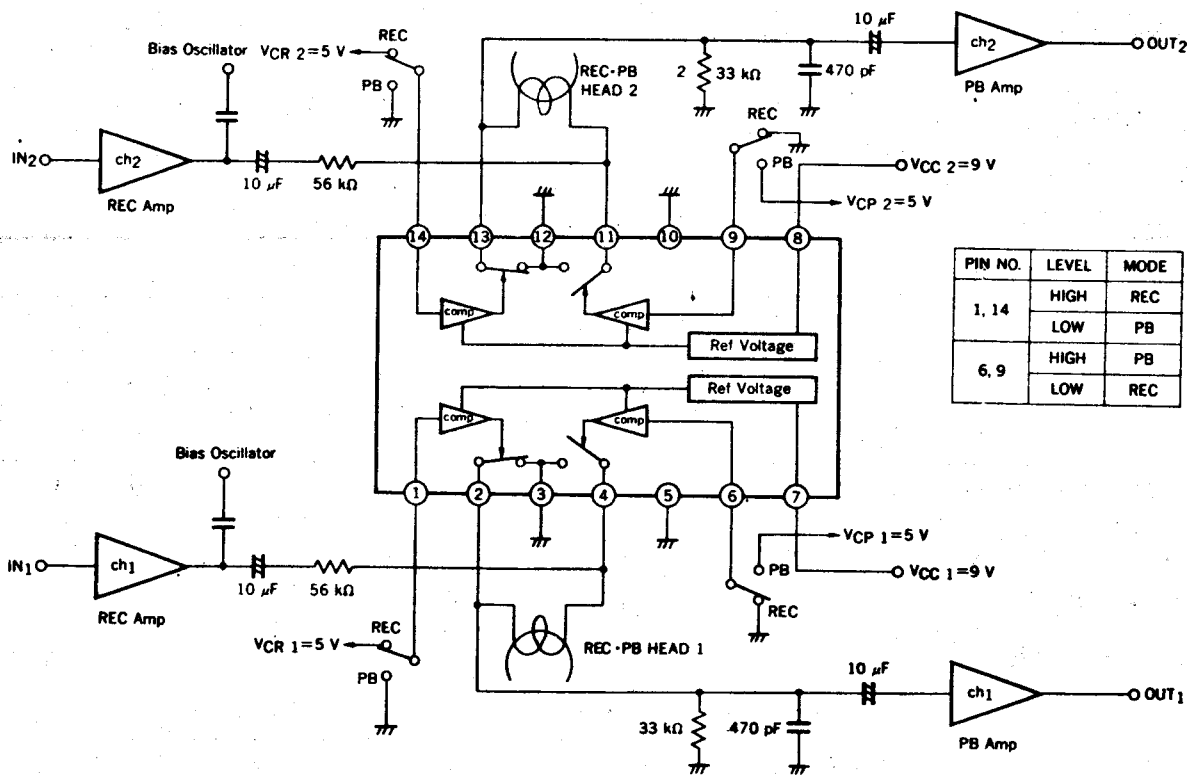 Bias Oscillator
VCR 2=5 V
REC
PB
REC·PB
HEAD 2
2
33 kΩ
470 pF
10 μF
ch2
PB Amp
OUT2
IN2
ch2
REC Amp
10 μF
56 kΩ
REC
PB
VCC 2=9 V
VCP 2=5 V
14
13
12
11
10
9
8
comp
comp
Ref Voltage
Ref Voltage
comp
comp
1
2
3
4
5
6
7
PIN NO. LEVEL MODE
1, 14 HIGH REC
LOW PB
6, 9 HIGH PB
LOW REC
Bias Oscillator
IN1
ch1
REC Amp
10 μF
56 kΩ
VCP 1=5 V
PB
REC
VCC 1=9 V
VCR 1=5 V
REC
PB
REC·PB HEAD 1
33 kΩ
470 pF
10 μF
ch1
PB Amp
OUT1